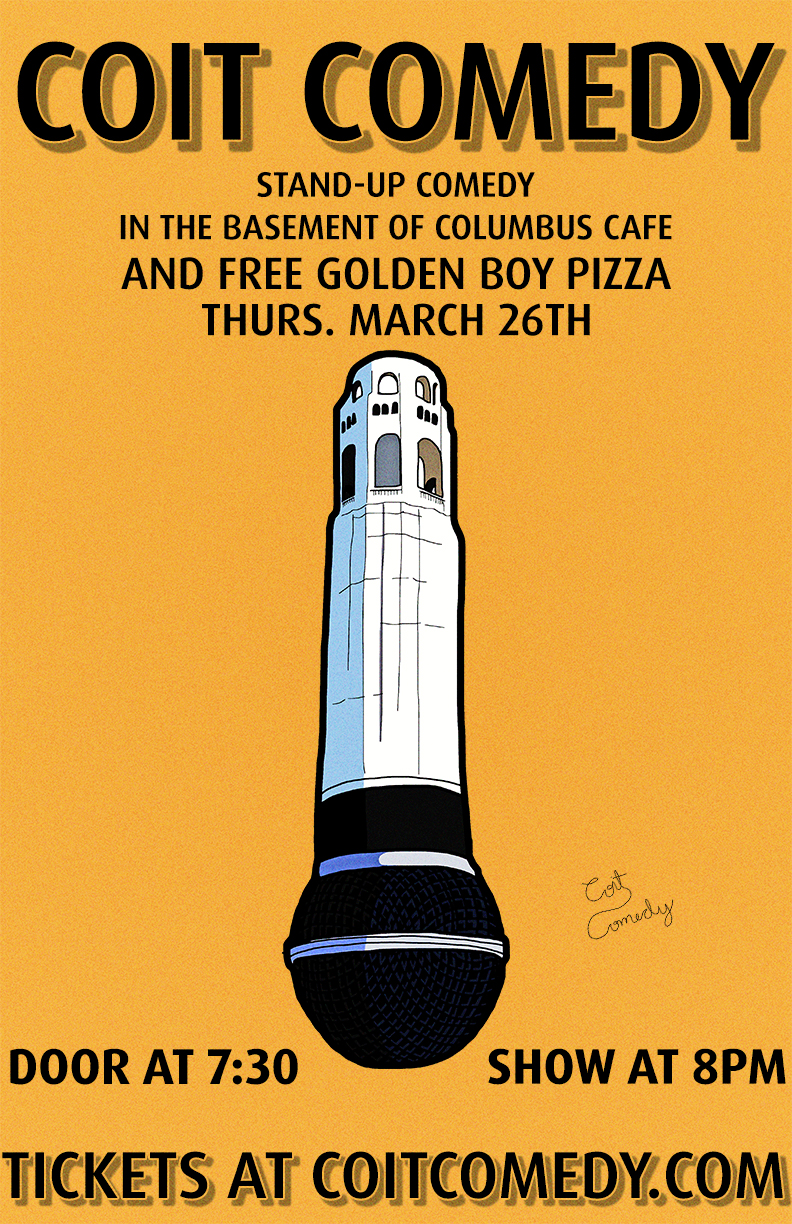 COIT COMEDY
STAND-UP COMEDY
IN THE BASEMENT OF COLUMBUS CAFE
AND FREE GOLDEN BOY PIZZA
THURS. MARCH 26TH
Coit
Comedy
DOOR AT 7:30
SHOW AT 8PM
TICKETS AT COITCOMEDY.COM